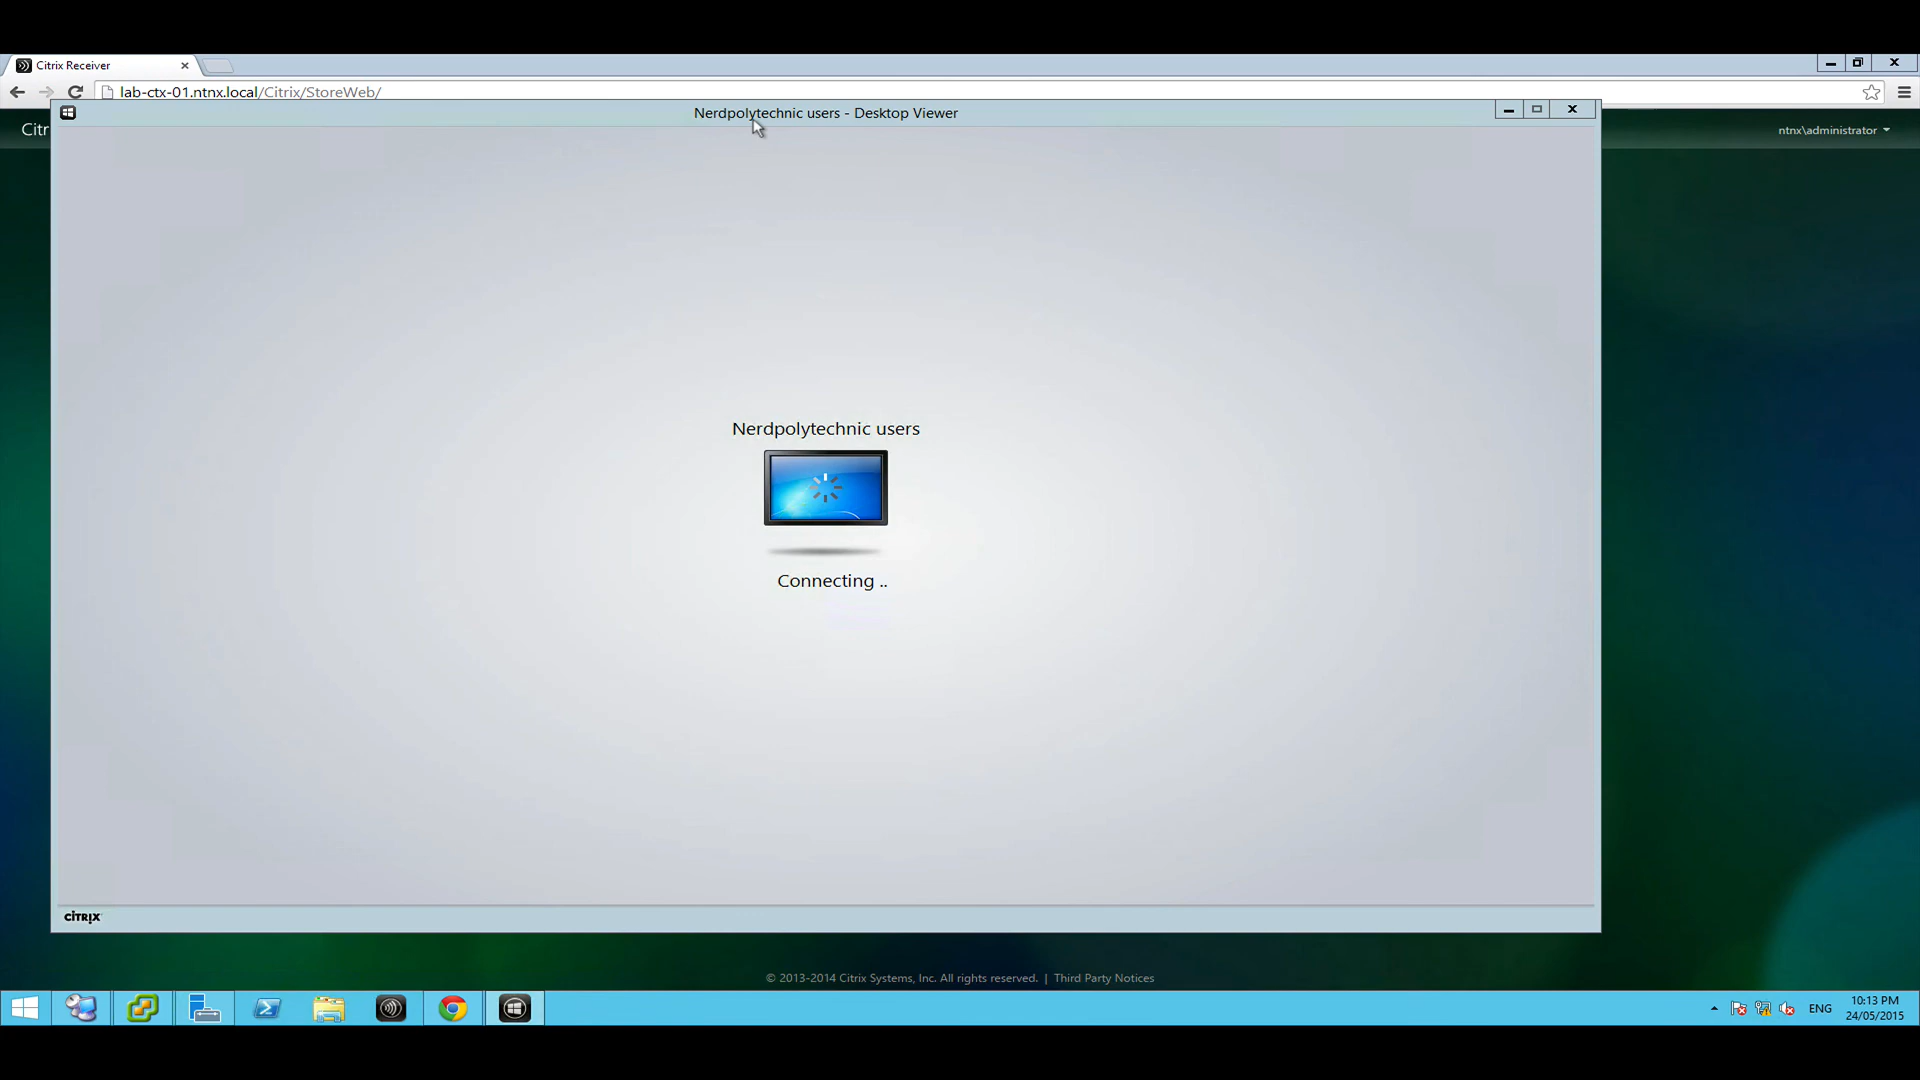 Citrix Receiver
lab-ctx-01.ntnx.local/Citrix/StoreWeb/
Nerdpolytechnic users - Desktop Viewer
Citr
ntnx\administrator
Nerdpolytechnic users
Connecting ..
CITRIX
© 2013-2014 Citrix Systems, Inc. All rights reserved. | Third Party Notices
ENG
10:13 PM
24/05/2015